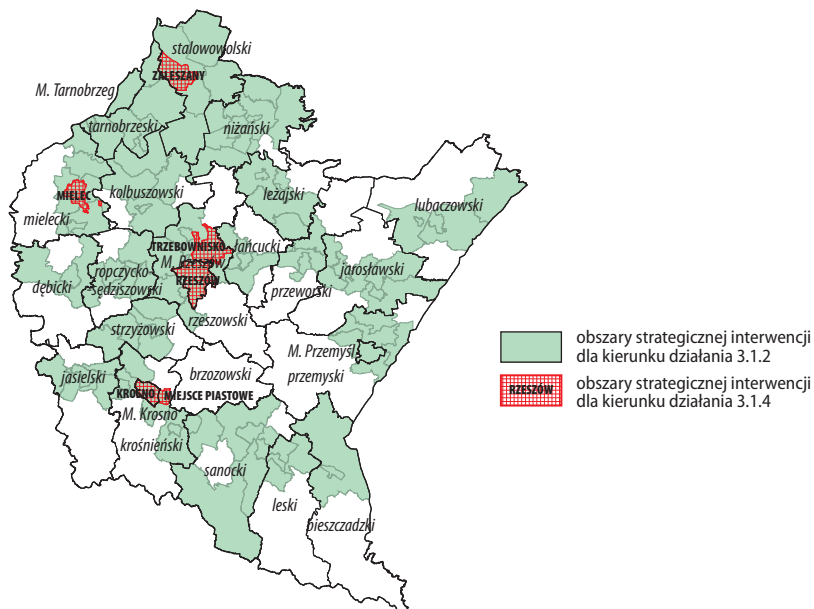 stalowowolski
ZALESZANY
M. Tarnobrzeg
tarnobrzeski
niżański
MIELEC
kolbuszowski
leżajski
lubaczowski
mielecki
TRZEBOWNISKO
łańcucki
M. Rzeszów
jarosławski
ropczycko-
sędziszowski
RZESZÓW
dębicki
przeworski
rzeszowski
strzyżowski
obszary strategicznej interwencji
dla kierunku działania 3.1.2
M. Przemyśl
jasielski
brzozowski
przemyski
RZESZÓW
obszary strategicznej interwencji
dla kierunku działania 3.1.4
KROSNO
MIEJSCE PIASTOWE
M. Krosno
krośnieński
sanocki
leski
bieszczadzki